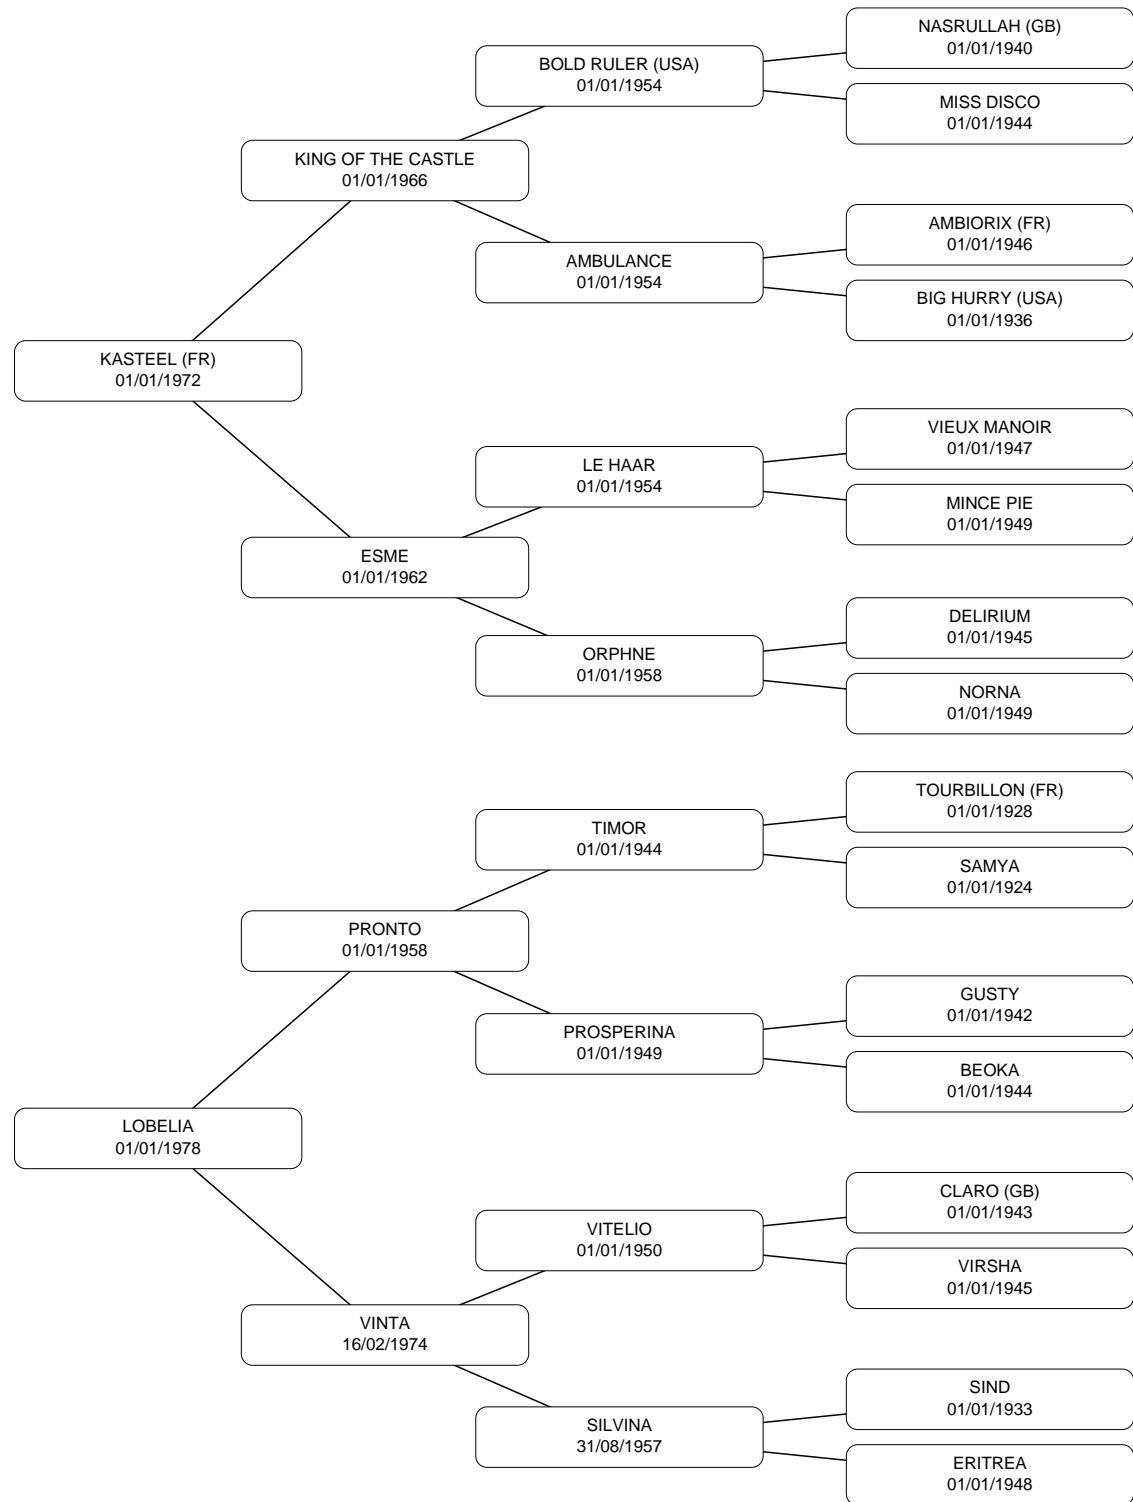 NASRULLAH (GB)
01/01/1940
BOLD RULER (USA)
01/01/1954
MISS DISCO
01/01/1944
KING OF THE CASTLE
01/01/1966
AMBIORIX (FR)
01/01/1946
AMBULANCE
01/01/1954
BIG HURRY (USA)
01/01/1936
KASTEEL (FR)
01/01/1972
VIEUX MANOIR
01/01/1947
LE HAAR
01/01/1954
MINCE PIE
01/01/1949
ESME
01/01/1962
DELIRIUM
01/01/1945
ORPHNE
01/01/1958
NORNA
01/01/1949
TOURBILLON (FR)
01/01/1928
TIMOR
01/01/1944
SAMYA
01/01/1924
PRONTO
01/01/1958
GUSTY
01/01/1942
PROSPERINA
01/01/1949
BEOKA
01/01/1944
LOBELIA
01/01/1978
CLARO (GB)
01/01/1943
VITELIO
01/01/1950
VIRSHA
01/01/1945
VINTA
16/02/1974
SIND
01/01/1933
SILVINA
31/08/1957
ERITREA
01/01/1948